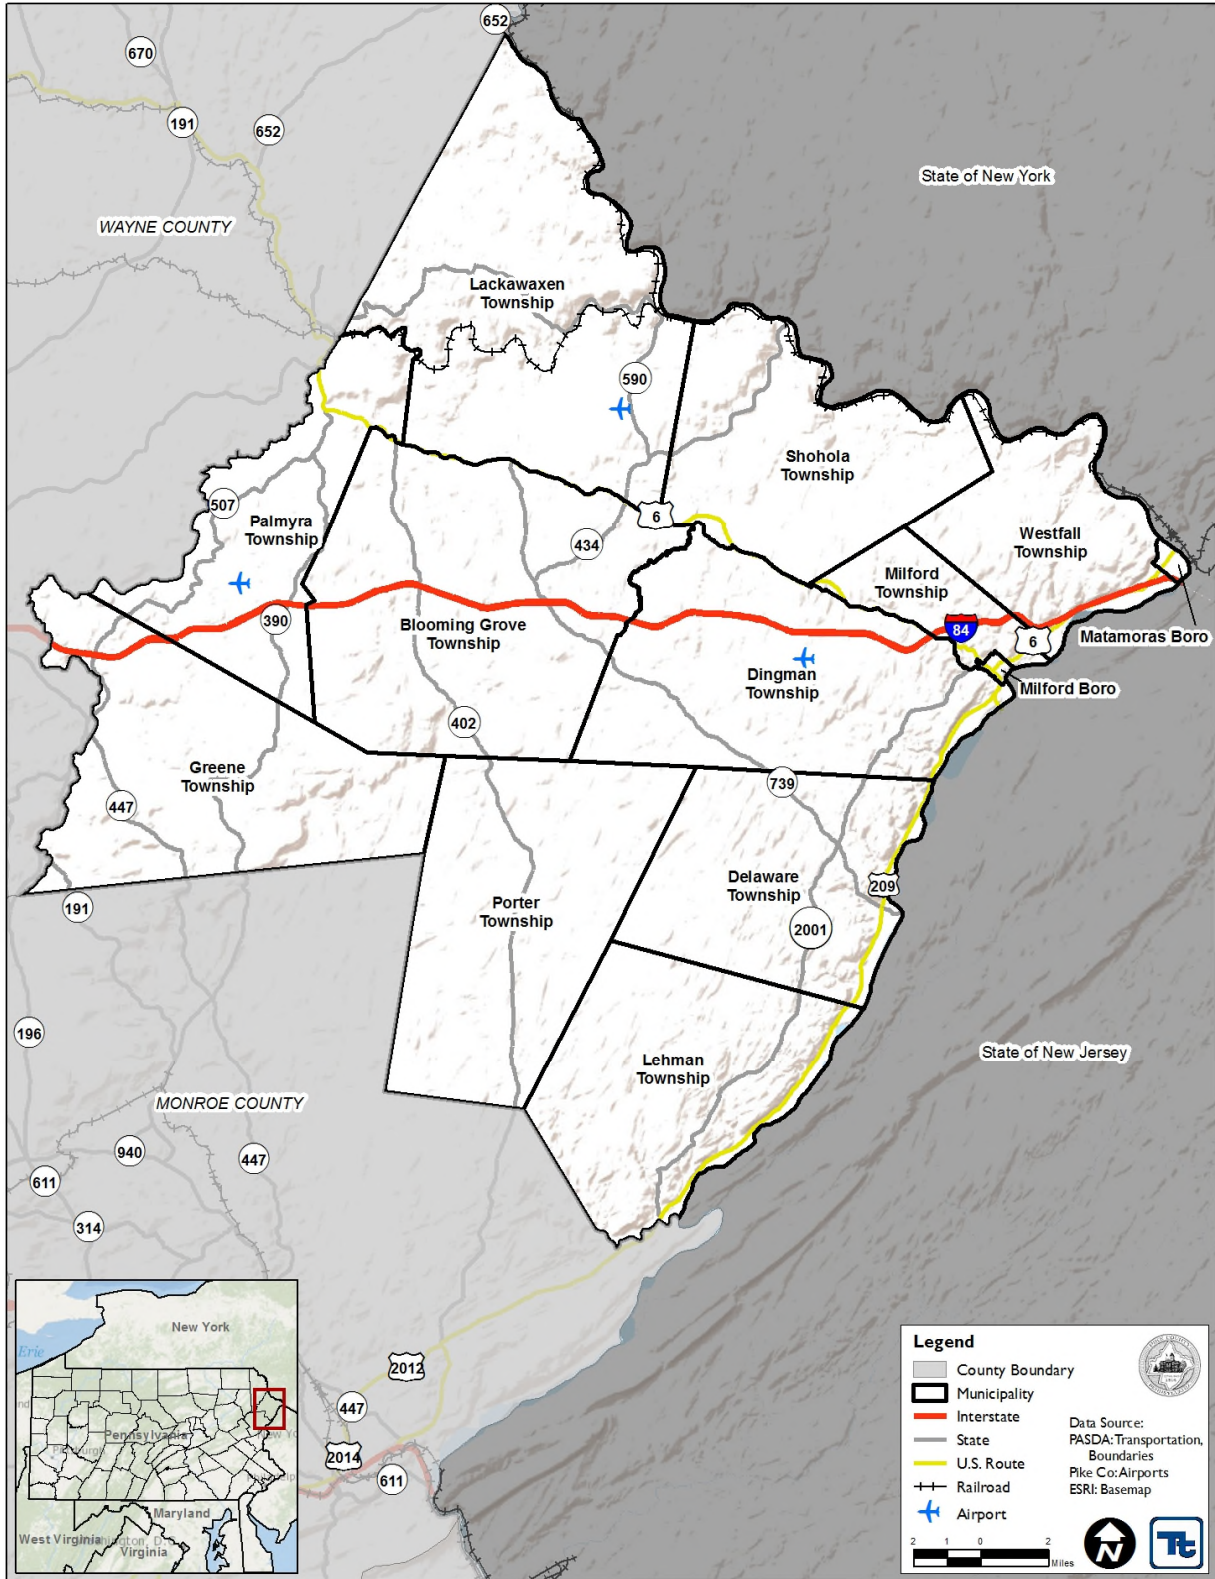 652
670
191
652
State of New York
WAYNE COUNTY
Lackawaxen
Township
590
Shohola
Township
507
6
Palmyra
Township
434
Westfall
Township
Milford
Township
390
Blooming Grove
Township
84
6
Matamoras Boro
Dingman
Township
Milford Boro
402
Greene
Township
739
447
Delaware
Township
209
191
Porter
Township
2001
196
State of New Jersey
Lehman
Township
MONROE COUNTY
940
447
611
314
2012
447
2014
611
New York
Erie
Pennsylvania
Maryland
West Virginia
Virginia
Legend
County Boundary
Municipality
Interstate
State
U.S. Route
Railroad
Airport
Data Source:
PASDA: Transportation,
Boundaries
Pike Co: Airports
ESRI: Basemap
2 1 0 2
Miles
N
Tt